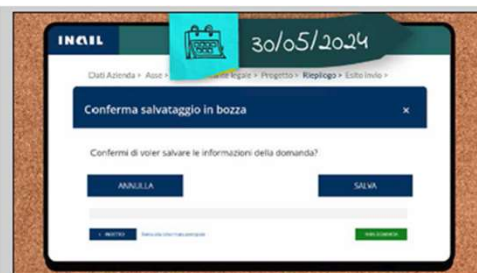 INAIL
30/05/2024
Dati Azienda > Asse > legale > Progetto > Riepilogo > Esito Invio >
Conferma salvataggio in bozza ×
Confermi di voler salvare le informazioni della domanda?
ANNULLA SALVA